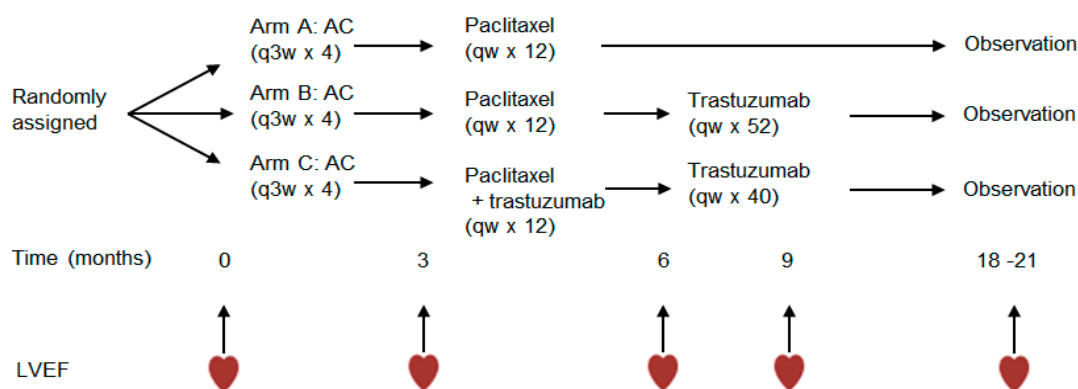 Arm A: AC
(q3w x 4)
Paclitaxel
(qw x 12)
Observation
Randomly
assigned
Arm B: AC
(q3w x 4)
Paclitaxel
(qw x 12)
Trastuzumab
(qw x 52)
Observation
Arm C: AC
(q3w x 4)
Paclitaxel
+ trastuzumab
(qw x 12)
Trastuzumab
(qw x 40)
Observation
Time (months) 0 3 6 9 18 -21
LVEF